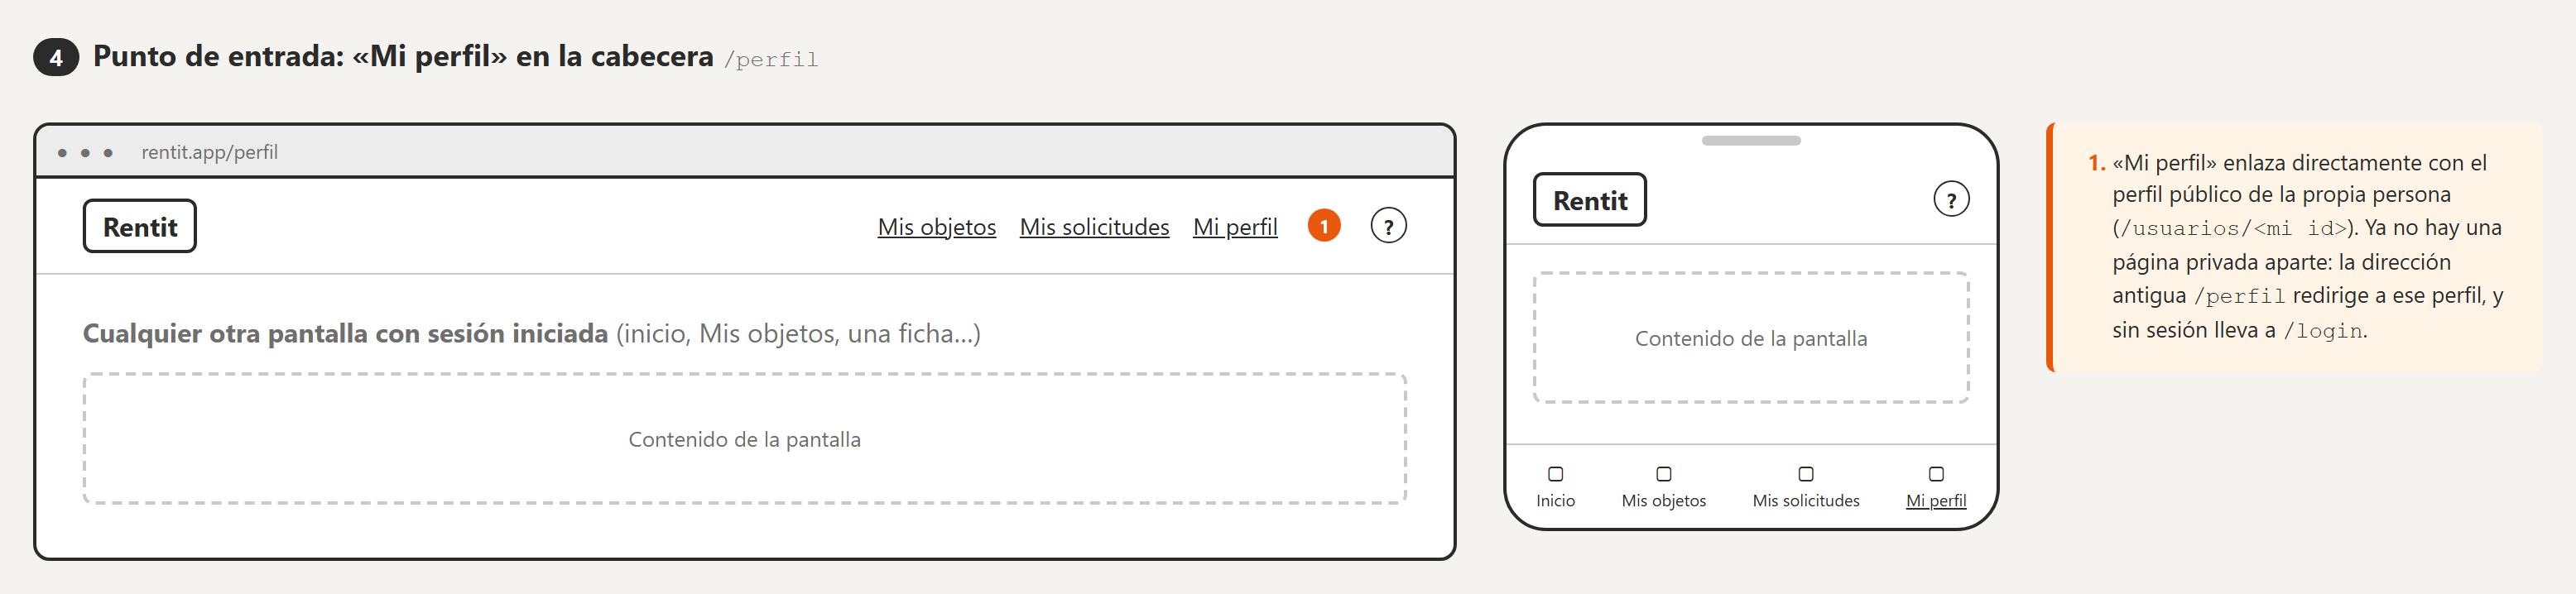 4 Punto de entrada: «Mi perfil» en la cabecera /perfil
rentit.app/perfil
Rentit
Mis objetos Mis solicitudes Mi perfil 1 ?
Cualquier otra pantalla con sesión iniciada (inicio, Mis objetos, una ficha...)
Contenido de la pantalla
Rentit
?
Contenido de la pantalla
Inicio Mis objetos Mis solicitudes Mi perfil
1. «Mi perfil» enlaza directamente con el
perfil público de la propia persona
(/usuarios/<mi id>). Ya no hay una
página privada aparte: la dirección
antigua /perfil redirige a ese perfil, y
sin sesión lleva a /login.